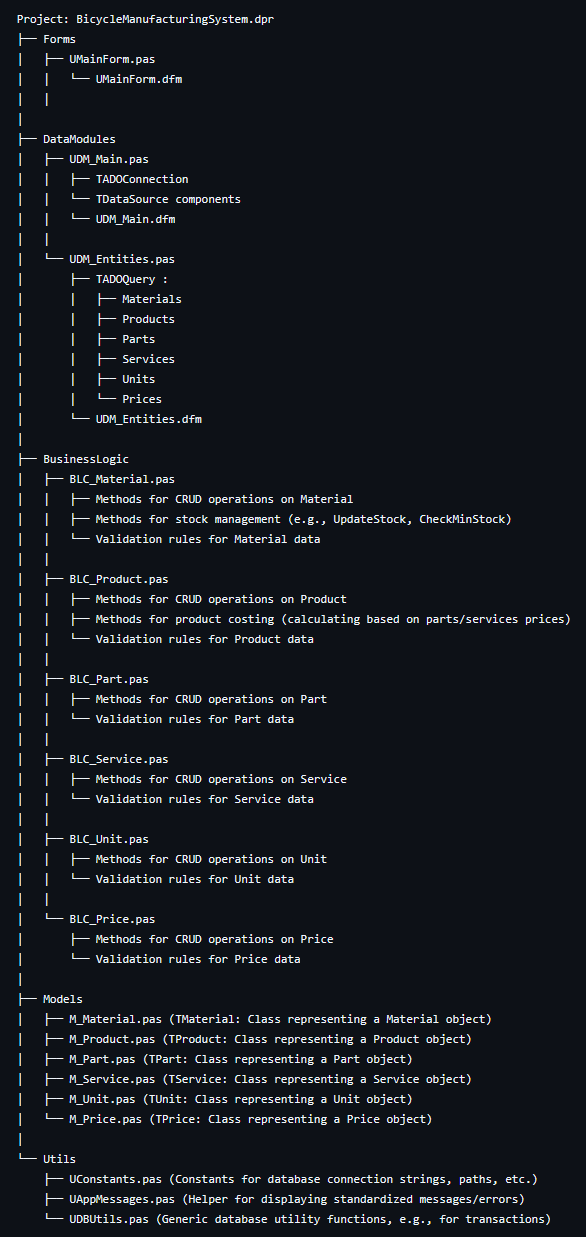 Project: BicycleManufacturingSystem.dpr
├── Forms
│   ├── UMainForm.pas
│   │   └── UMainForm.dfm
│   │
│
├── DataModules
│   ├── UDM_Main.pas
│   │   ├── TADOConnection
│   │   └── TDataSource components
│   │   └── UDM_Main.dfm
│   │
│   └── UDM_Entities.pas
│       ├── TADOQuery :
│       │   ├── Materials
│       │   ├── Products
│       │   ├── Parts
│       │   ├── Services
│       │   ├── Units
│       │   └── Prices
│       └── UDM_Entities.dfm
│
├── BusinessLogic
│   ├── BLC_Material.pas
│   │   ├── Methods for CRUD operations on Material
│   │   ├── Methods for stock management (e.g., UpdateStock, CheckMinStock)
│   │   └── Validation rules for Material data
│   │
│   ├── BLC_Product.pas
│   │   ├── Methods for CRUD operations on Product
│   │   ├── Methods for product costing (calculating based on parts/services prices)
│   │   └── Validation rules for Product data
│   │
│   ├── BLC_Part.pas
│   │   ├── Methods for CRUD operations on Part
│   │   └── Validation rules for Part data
│   │
│   ├── BLC_Service.pas
│   │   ├── Methods for CRUD operations on Service
│   │   └── Validation rules for Service data
│   │
│   ├── BLC_Unit.pas
│   │   ├── Methods for CRUD operations on Unit
│   │   └── Validation rules for Unit data
│   │
│   └── BLC_Price.pas
│       ├── Methods for CRUD operations on Price
│       └── Validation rules for Price data
│
├── Models
│   ├── M_Material.pas (TMaterial: Class representing a Material object)
│   ├── M_Product.pas (TProduct: Class representing a Product object)
│   ├── M_Part.pas (TPart: Class representing a Part object)
│   ├── M_Service.pas (TService: Class representing a Service object)
│   ├── M_Unit.pas (TUnit: Class representing a Unit object)
│   └── M_Price.pas (TPrice: Class representing a Price object)
│
└── Utils
    ├── UConstants.pas (Constants for database connection strings, paths, etc.)
    ├── UAppMessages.pas (Helper for displaying standardized messages/errors)
    └── UDBUtils.pas (Generic database utility functions, e.g., for transactions)